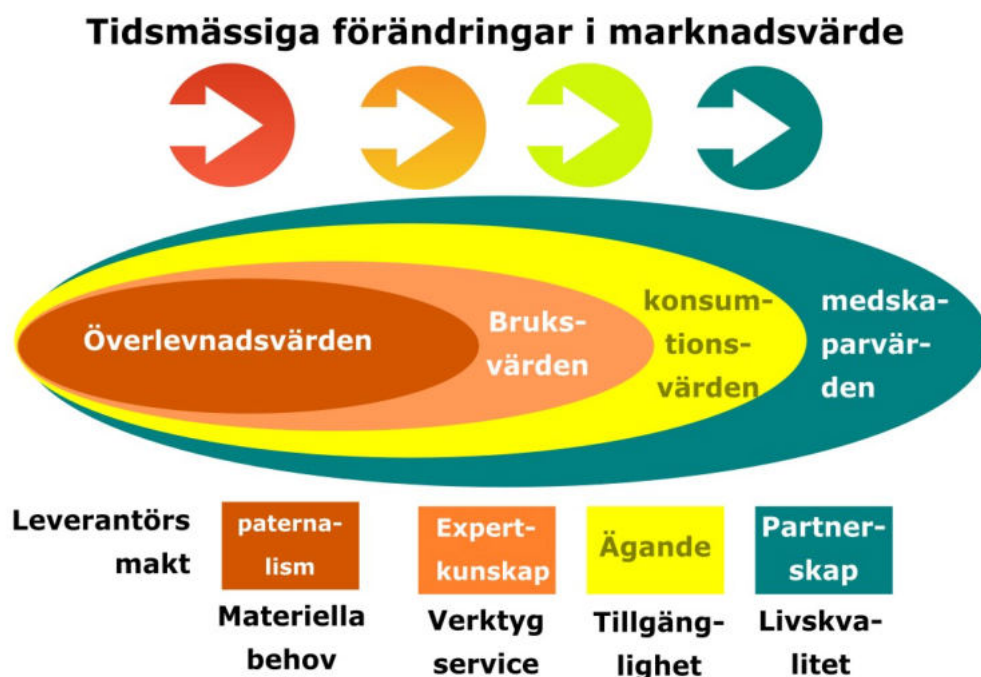 Tidsmässiga förändringar i marknadsvärde
Överlevnadsvärden
Bruks-
värden
konsum-
tions-
värden
medska-
parvär-
den
Leverantörs
makt
paterna-
lism
Expert-
kunskap
Ägande
Partner-
skap
Materiella
behov
Verktyg
service
Tillgäng-
lighet
Livskva-
litet